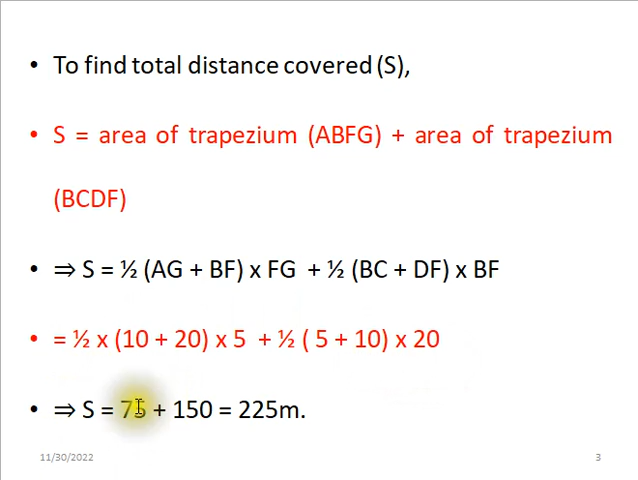 • To find total distance covered (S),
• S = area of trapezium (ABFG) + area of trapezium
(BCDF)
• ⇒ S = ½ (AG + BF) x FG + ½ (BC + DF) x BF
• = ½ x (10 + 20) x 5 + ½ ( 5 + 10) x 20
• ⇒ S = 75 + 150 = 225m.
11/30/2022 3